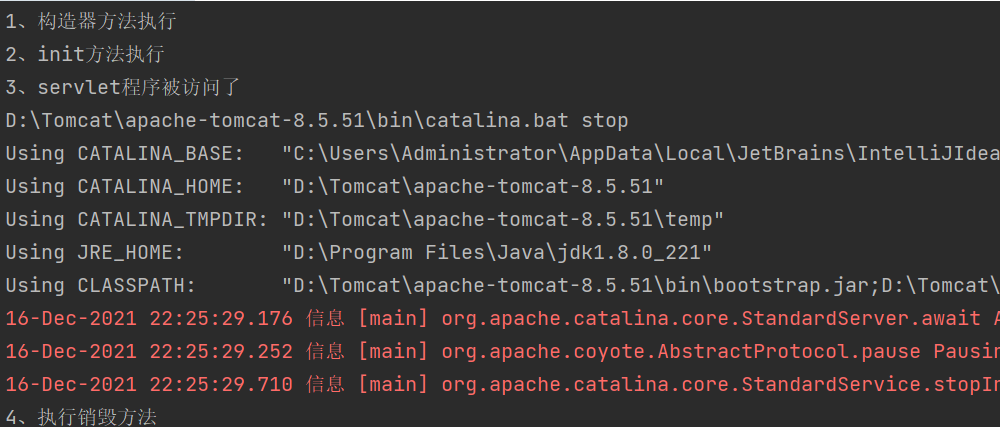 1、构造器方法执行
2、init方法执行
3、servlet程序被访问了
D:\Tomcat\apache-tomcat-8.5.51\bin\catalina.bat stop
Using CATALINA_BASE:   "C:\Users\Administrator\AppData\Local\JetBrains\IntelliJIdea
Using CATALINA_HOME:   "D:\Tomcat\apache-tomcat-8.5.51"
Using CATALINA_TMPDIR: "D:\Tomcat\apache-tomcat-8.5.51\temp"
Using JRE_HOME:        "D:\Program Files\Java\jdk1.8.0_221"
Using CLASSPATH:       "D:\Tomcat\apache-tomcat-8.5.51\bin\bootstrap.jar;D:\Tomcat\
16-Dec-2021 22:25:29.176 信息 [main] org.apache.catalina.core.StandardServer.await A
16-Dec-2021 22:25:29.252 信息 [main] org.apache.coyote.AbstractProtocol.pause Pausin
16-Dec-2021 22:25:29.710 信息 [main] org.apache.catalina.core.StandardService.stopIn
4、执行销毁方法